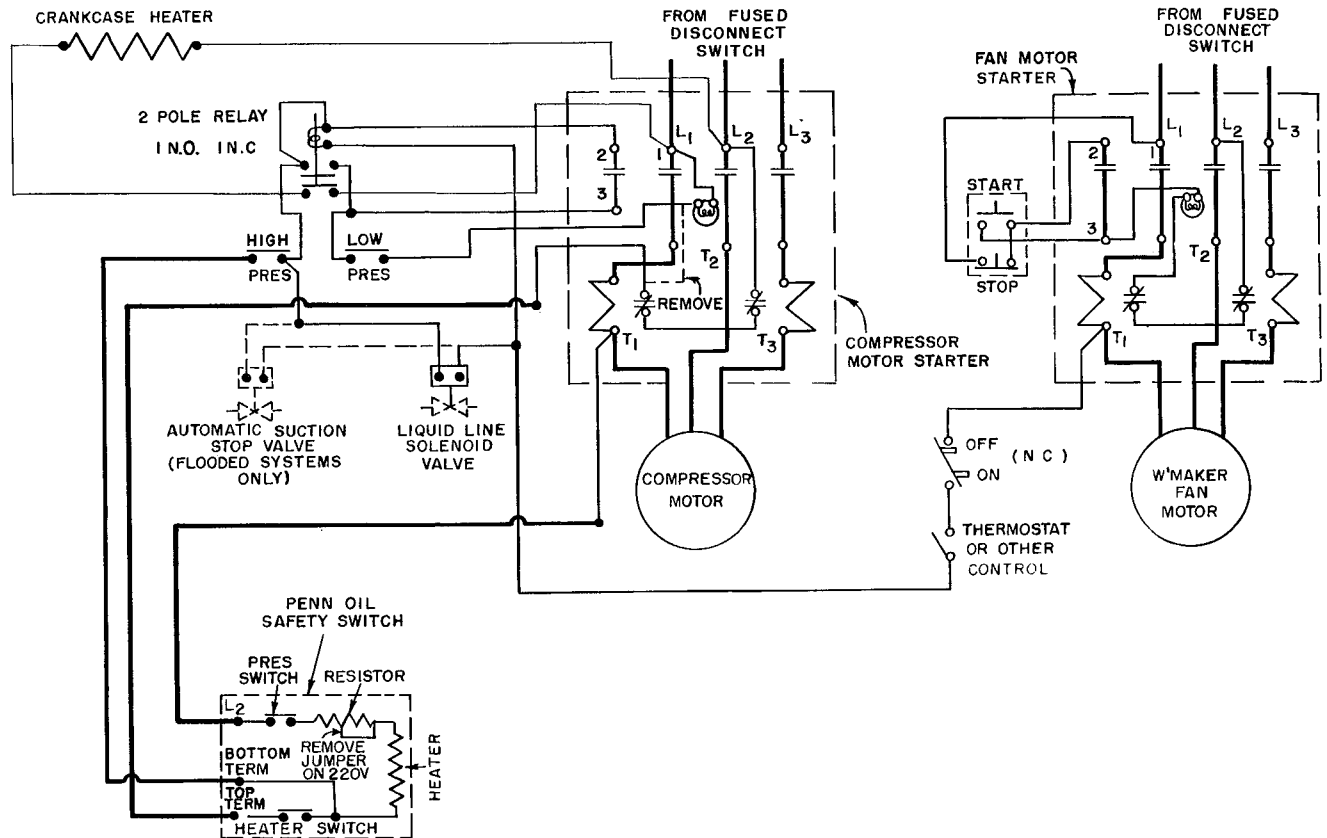 CRANKCASE HEATER
FROM FUSED
DISCONNECT
SWITCH
FROM FUSED
DISCONNECT
SWITCH
FAN MOTOR
STARTER
2 POLE RELAY
1 N.O. 1 N.C
L1
L2
L3
1
2
3
L1
L2
L3
1
2
3
START
STOP
HIGH
PRES
LOW
PRES
T2
REMOVE
T1
T3
T2
T1
T3
COMPRESSOR
MOTOR STARTER
AUTOMATIC SUCTION
STOP VALVE
(FLOODED SYSTEMS
ONLY)
LIQUID LINE
SOLENOID
VALVE
COMPRESSOR
MOTOR
OFF
(N C)
ON
W'MAKER
FAN
MOTOR
THERMOSTAT
OR OTHER
CONTROL
PENN OIL
SAFETY SWITCH
PRES
SWITCH
RESISTOR
L2
REMOVE
JUMPER
ON 220V
HEATER
BOTTOM
TERM
TOP
TERM
HEATER SWITCH